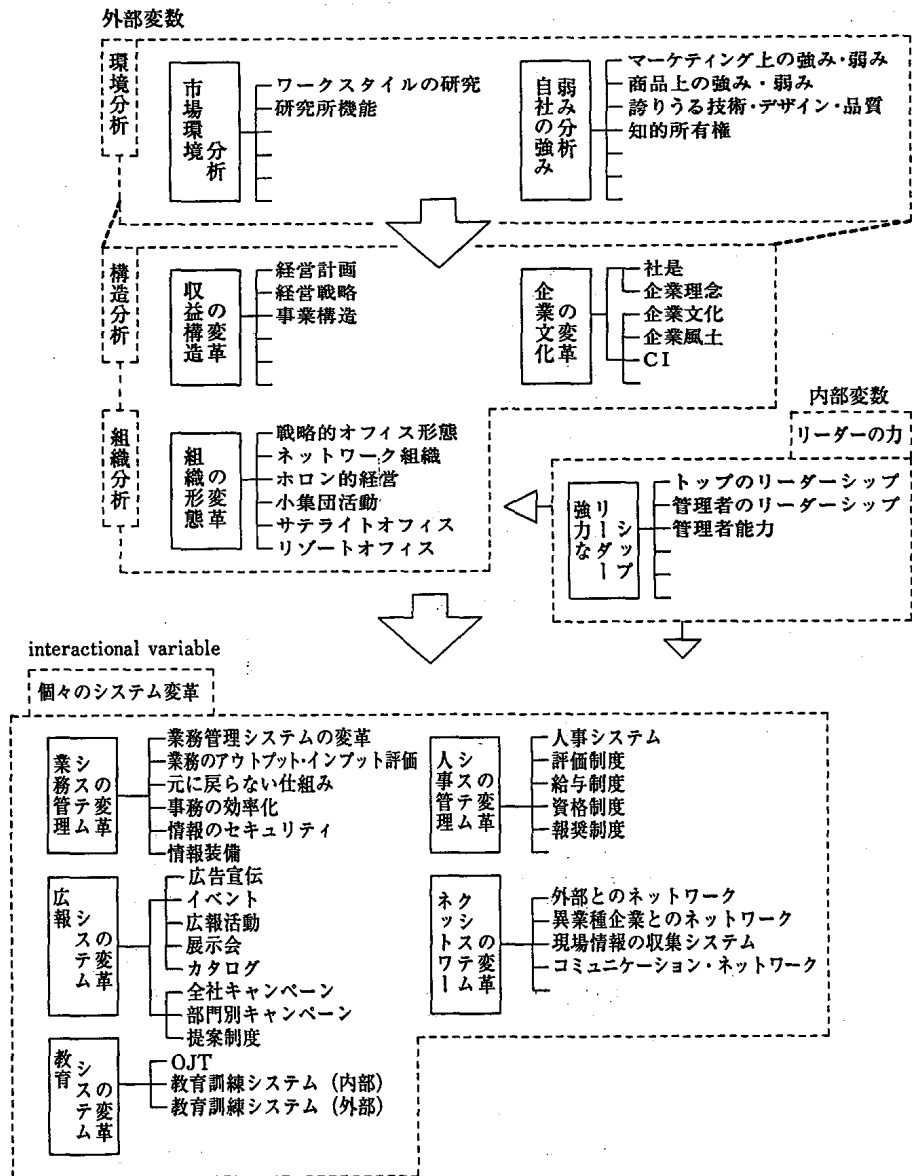 外部変数
環境分析
市場環境分析
ワークスタイルの研究
研究所機能
自社の強み弱み分析
マーケティング上の強み・弱み
商品上の強み・弱み
誇りうる技術・デザイン・品質
知的所有権
構造分析
収益構造の変革
経営計画
経営戦略
事業構造
企業文化の変革
社是
企業理念
企業文化
企業風土
CI
組織分析
組織形態の変革
戦略的オフィス形態
ネットワーク組織
ホロン的経営
小集団活動
サテライトオフィス
リゾートオフィス
内部変数
リーダーの力
強力なリーダーシップ
トップのリーダーシップ
管理者のリーダーシップ
管理者能力
interactional variable
個々のシステム変革
業務管理システムの変革
業務管理システムの変革
業務のアウトプット・インプット評価
元に戻らない仕組み
事務の効率化
情報のセキュリティ
情報装備
人事管理システムの変革
人事システム
評価制度
給与制度
資格制度
報奨制度
広報システムの変革
広告宣伝
イベント
広報活動
展示会
カタログ
全社キャンペーン
部門別キャンペーン
提案制度
ネットワークシステムの変革
外部とのネットワーク
異業種企業とのネットワーク
現場情報の収集システム
コミュニケーション・ネットワーク
教育システムの変革
OJT
教育訓練システム（内部）
教育訓練システム（外部）